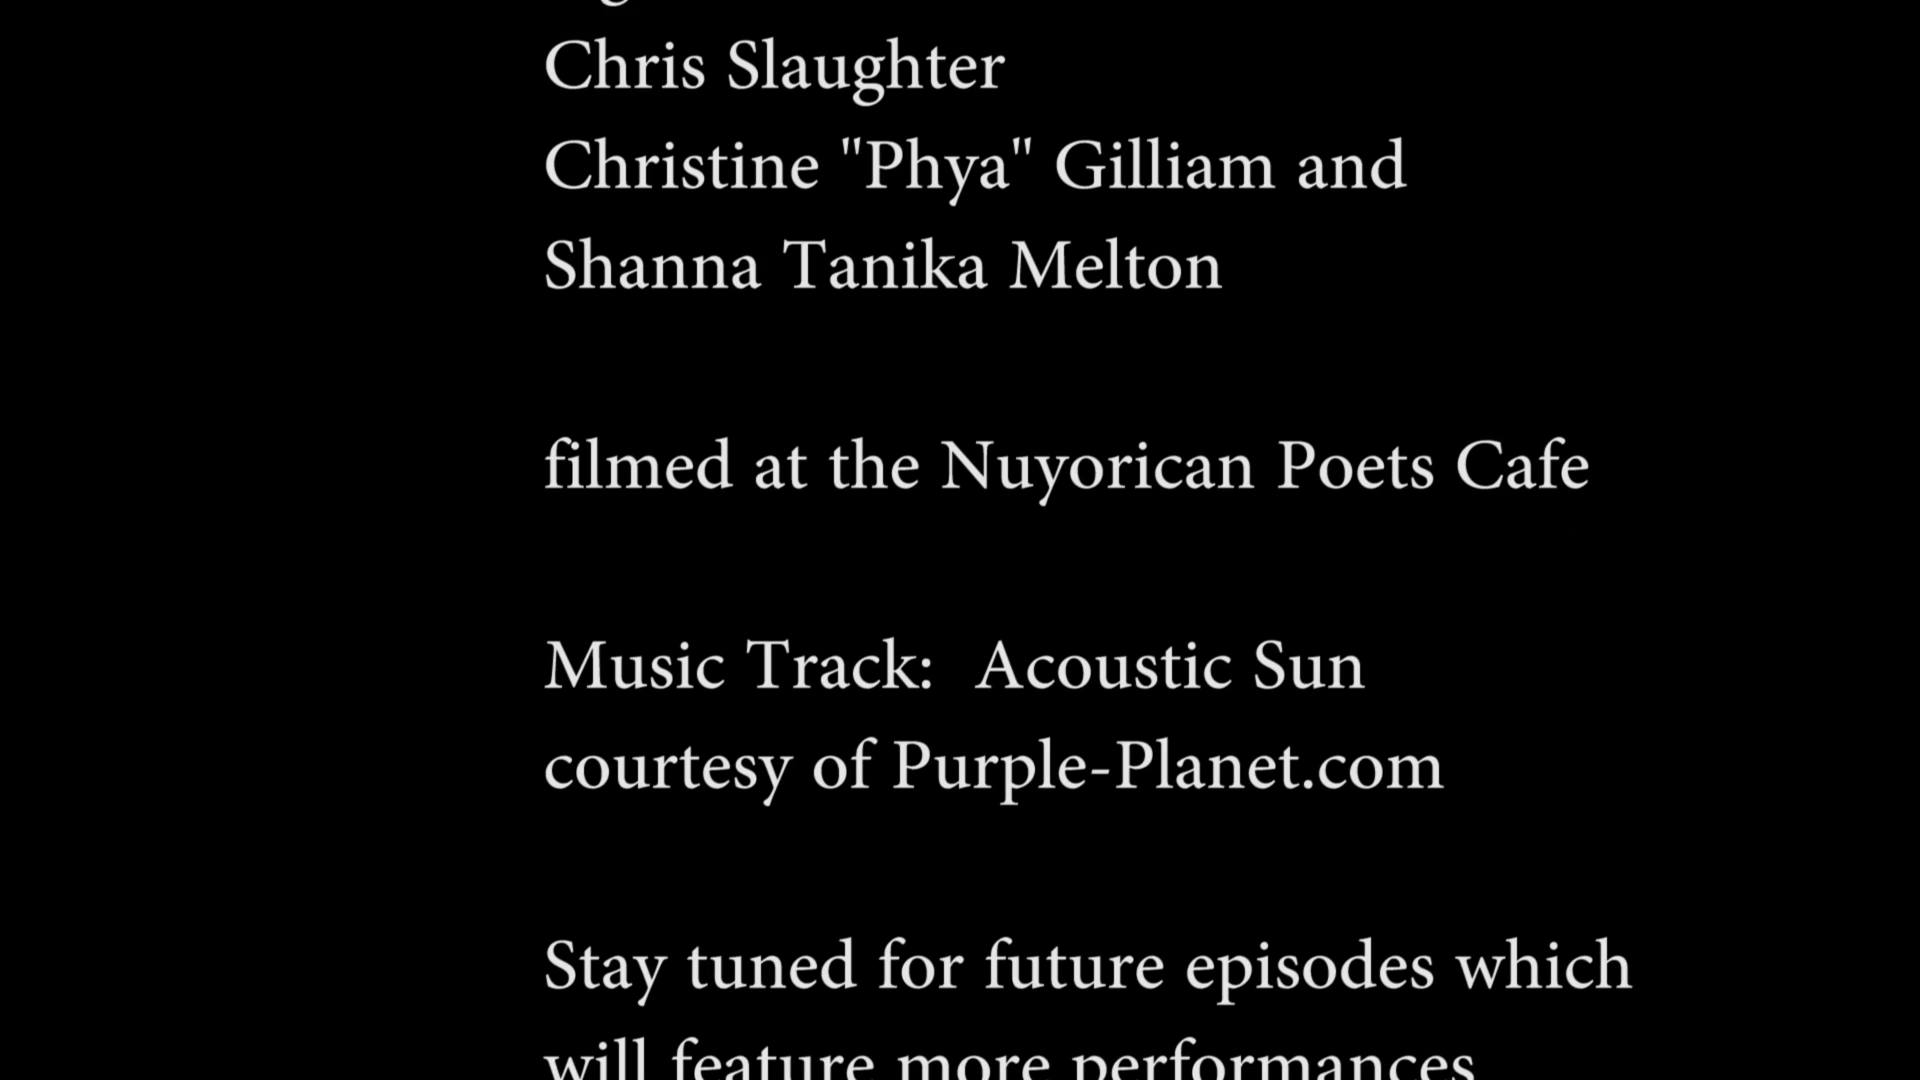 Chris Slaughter
Christine "Phya" Gilliam and
Shanna Tanika Melton
filmed at the Nuyorican Poets Cafe
Music Track:  Acoustic Sun
courtesy of Purple-Planet.com
Stay tuned for future episodes which
will feature more performances